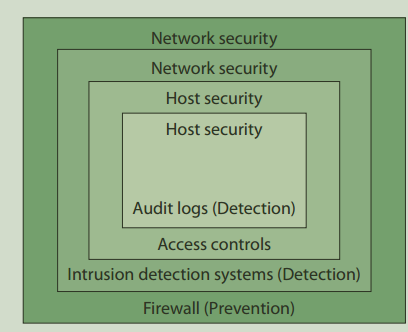 Network security
Network security
Host security
Host security
Audit logs (Detection)
Access controls
Intrusion detection systems (Detection)
Firewall (Prevention)